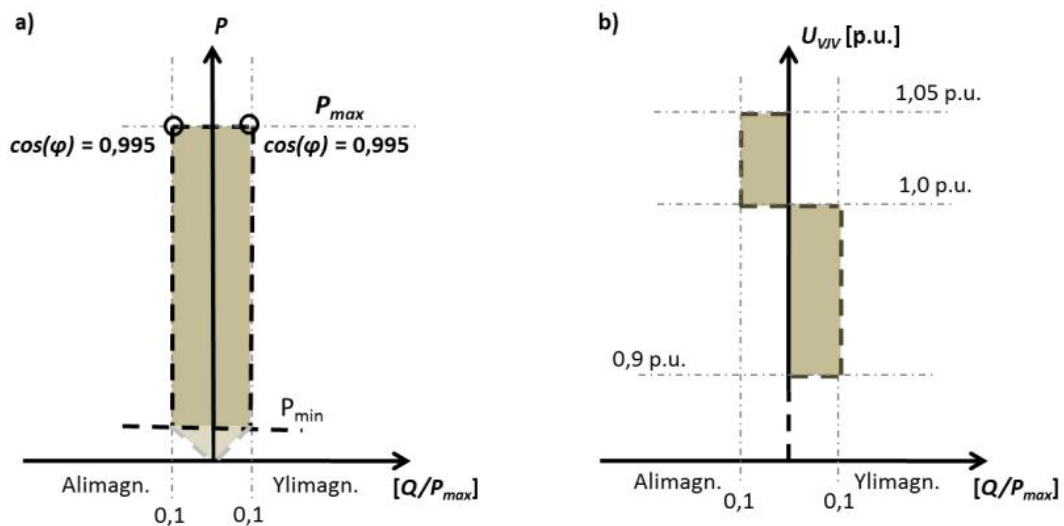 a)
P
P_max
cos(φ) = 0,995
cos(φ) = 0,995
P_min
Alimagn.
Ylimagn.
[Q/P_max]
0,1
0,1
b)
U_VJV [p.u.]
1,05 p.u.
1,0 p.u.
0,9 p.u.
Alimagn.
Ylimagn.
[Q/P_max]
0,1
0,1